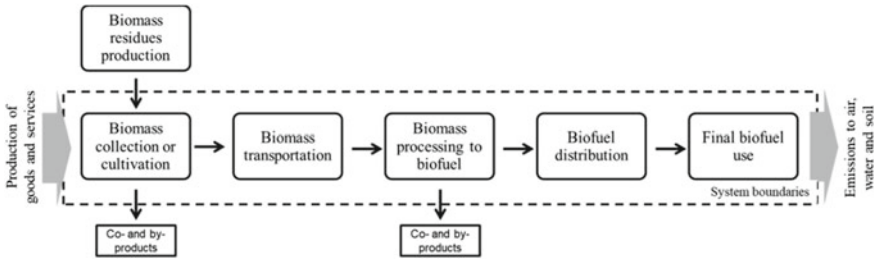 Biomass
residues
production
Production of
goods and services
Biomass
collection or
cultivation
Biomass
transportation
Biomass
processing to
biofuel
Biofuel
distribution
Final biofuel
use
System boundaries
Emissions to air,
water and soil
Co- and by-
products
Co- and by-
products